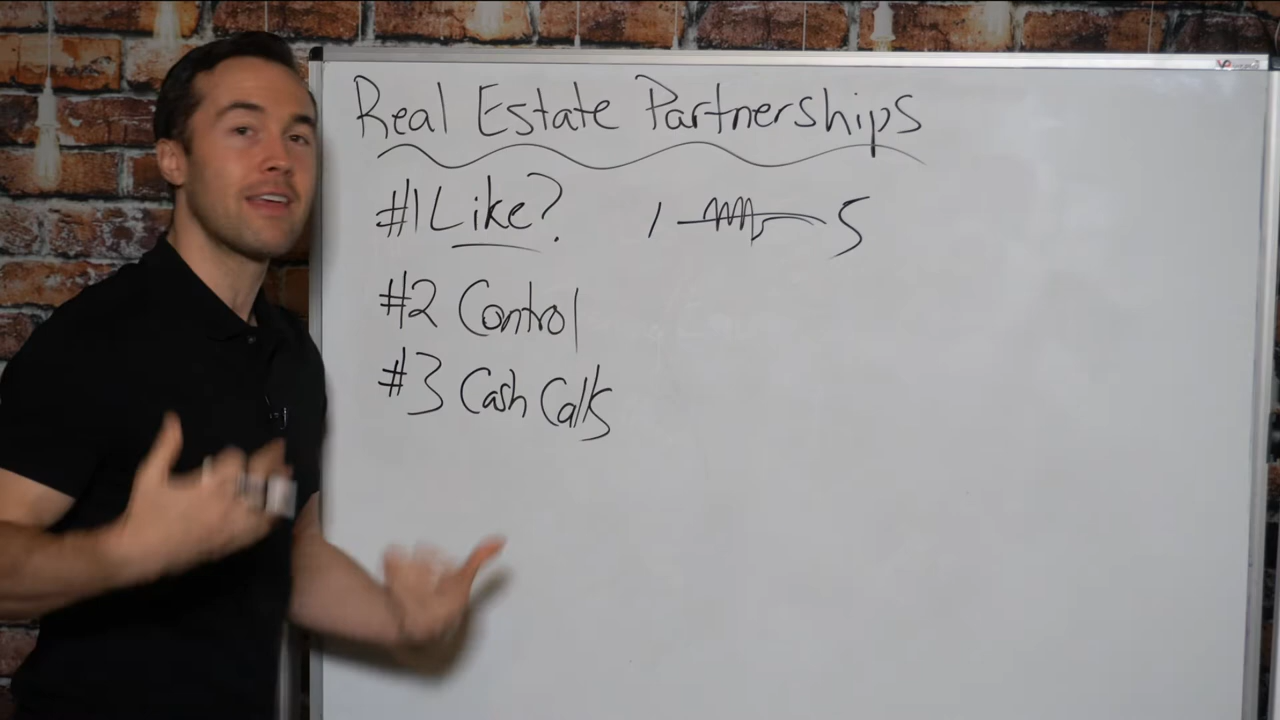 Real Estate Partnerships
#1 Like? 1 5
#2 Control
#3 Cash Calls